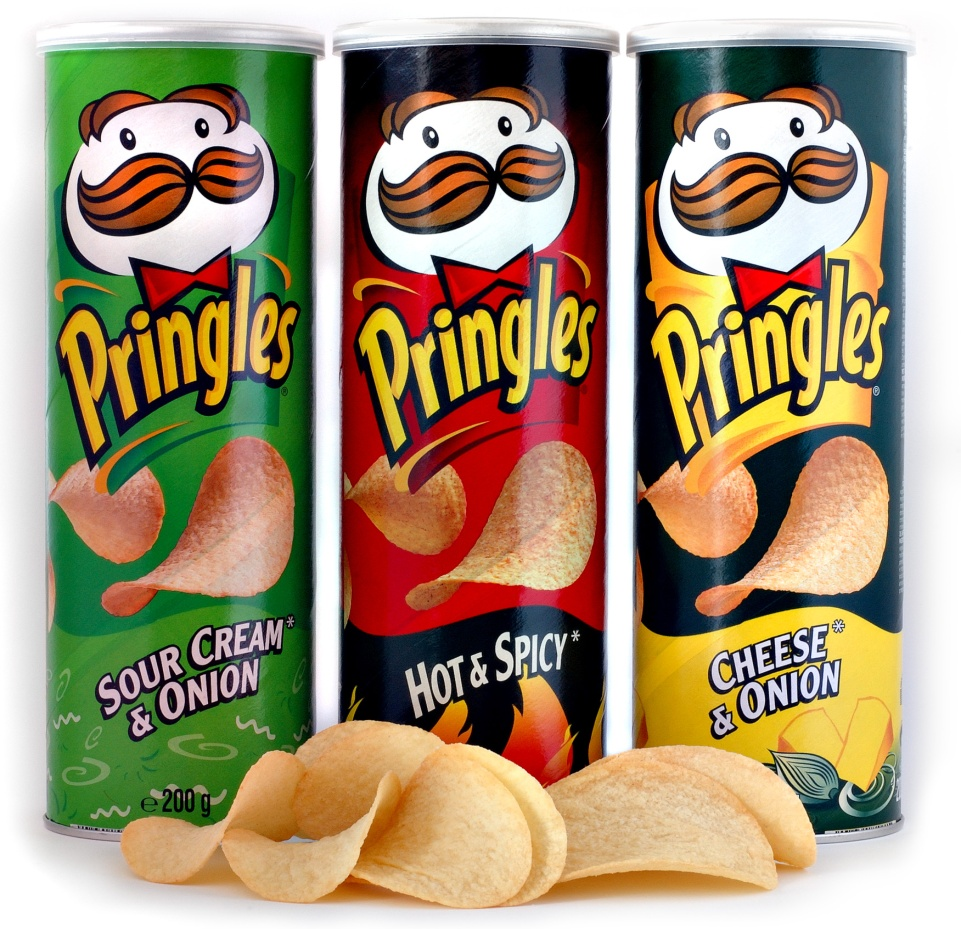 Pringles®
SOUR CREAM*
& ONION
e 200 g
Pringles
HOT & SPICY*
Pringles®
CHEESE*
& ONION